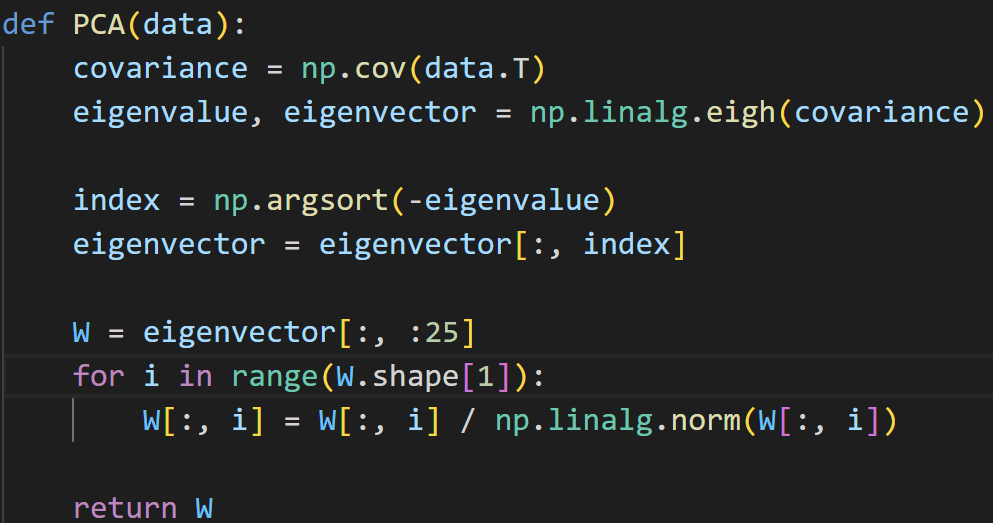 def PCA(data):
    covariance = np.cov(data.T)
    eigenvalue, eigenvector = np.linalg.eigh(covariance)
    index = np.argsort(-eigenvalue)
    eigenvector = eigenvector[:, index]
    W = eigenvector[:, :25]
    for i in range(W.shape[1]):
        W[:, i] = W[:, i] / np.linalg.norm(W[:, i])
    return W